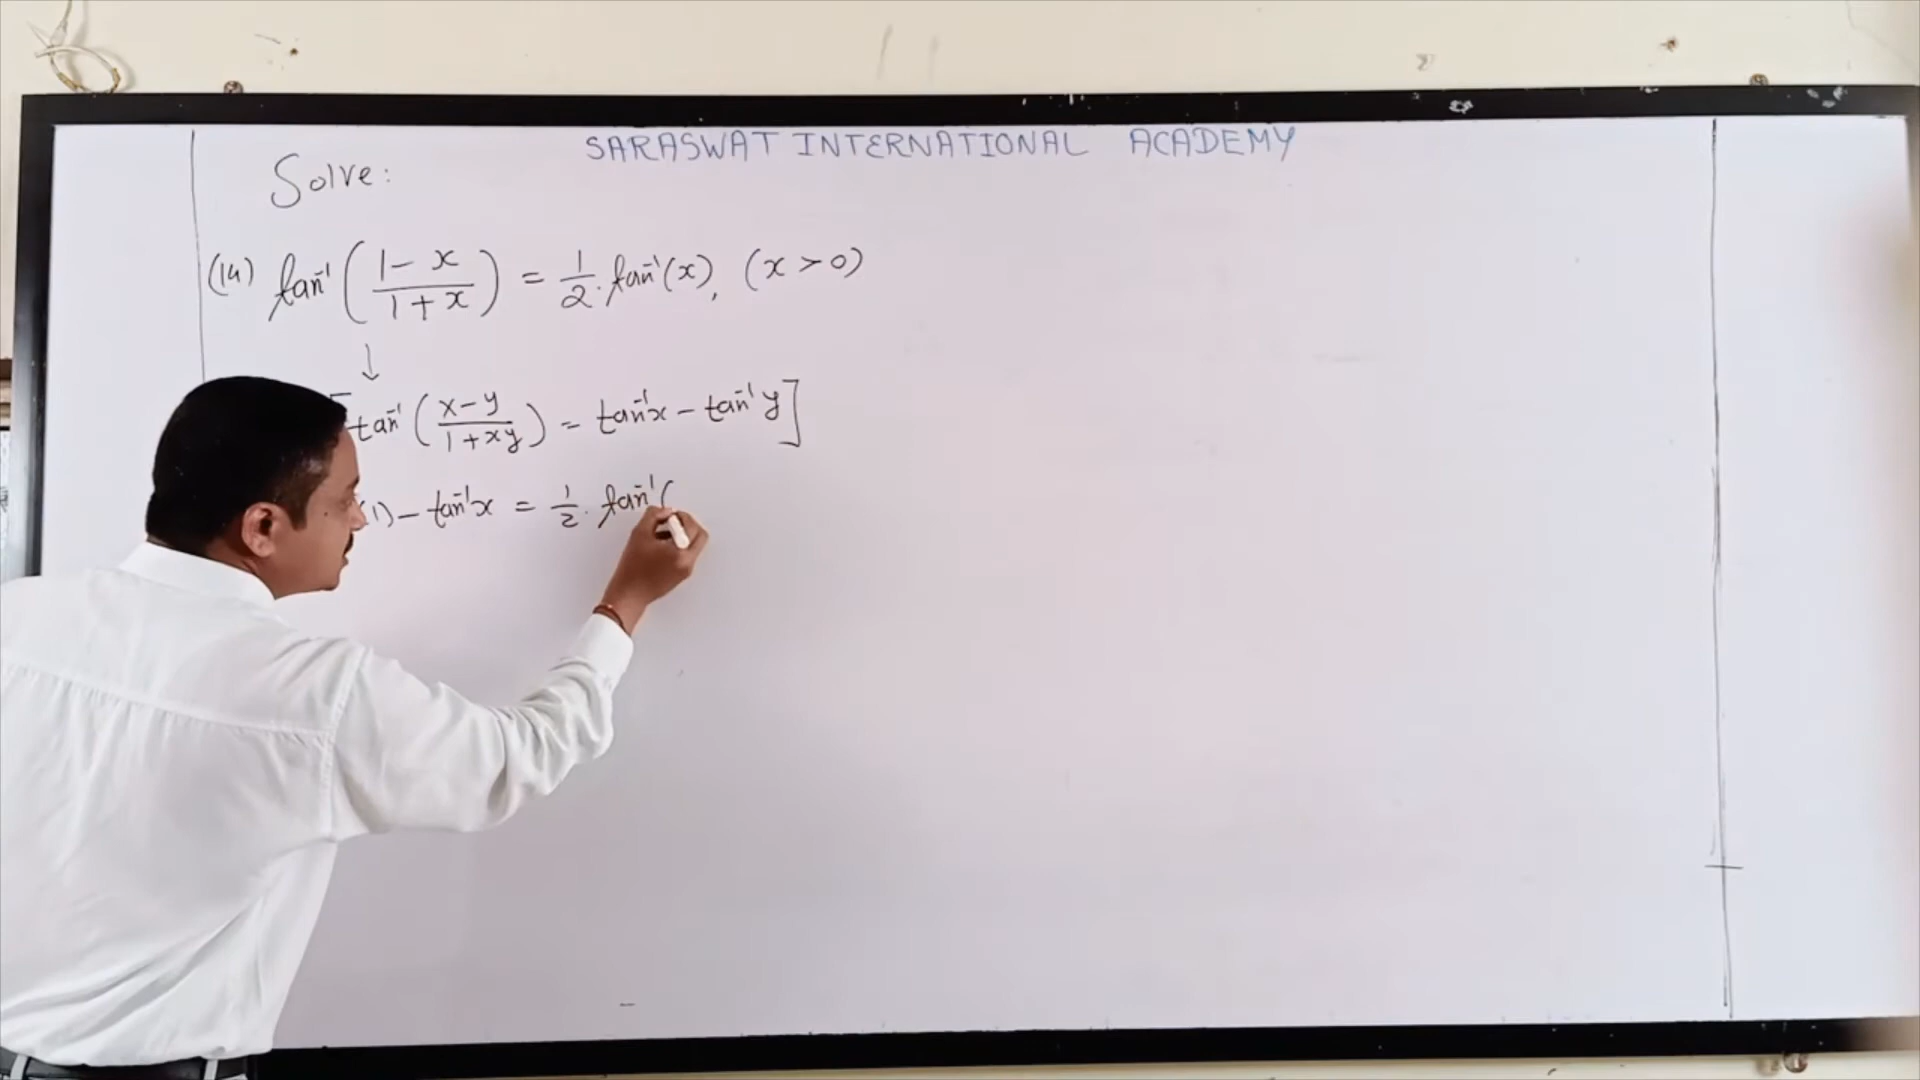 SARASWAT INTERNATIONAL ACADEMY
Solve:
(14) tan⁻¹((1 - x)/(1 + x)) = 1/2 . tan⁻¹(x), (x > 0)
↓
[tan⁻¹((x - y)/(1 + xy)) = tan⁻¹x - tan⁻¹y]
(1) - tan⁻¹x = 1/2 . tan⁻¹(